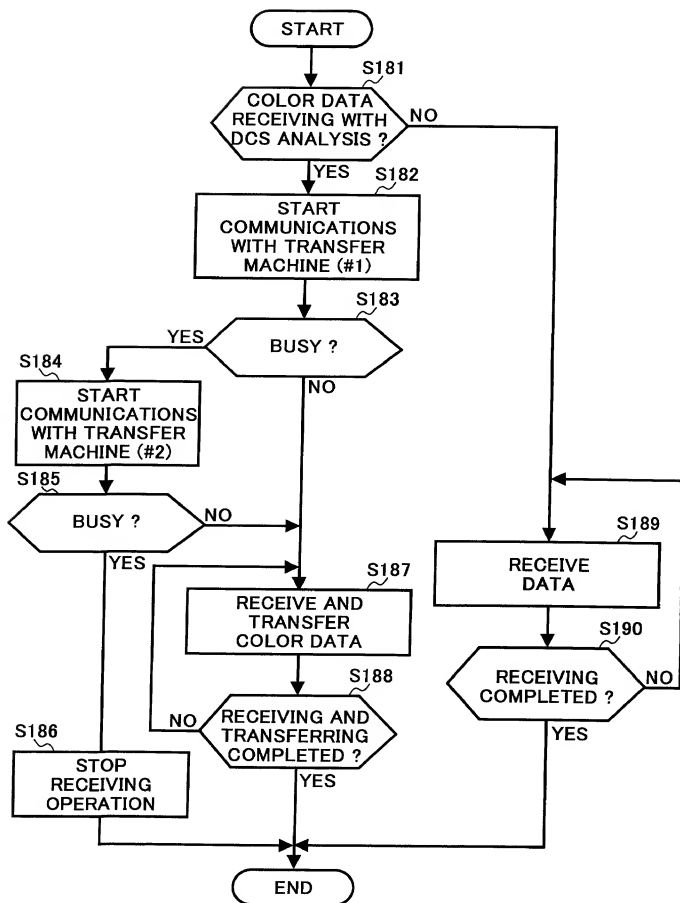 START
S181
COLOR DATA
RECEIVING WITH
DCS ANALYSIS ?
NO
YES
S182
START
COMMUNICATIONS
WITH TRANSFER
MACHINE (#1)
S183
YES
BUSY ?
NO
S184
START
COMMUNICATIONS
WITH TRANSFER
MACHINE (#2)
S185
BUSY ?
NO
YES
S187
RECEIVE AND
TRANSFER
COLOR DATA
S188
NO
RECEIVING AND
TRANSFERRING
COMPLETED ?
YES
S186
STOP
RECEIVING
OPERATION
S189
RECEIVE
DATA
S190
RECEIVING
COMPLETED ?
NO
YES
END